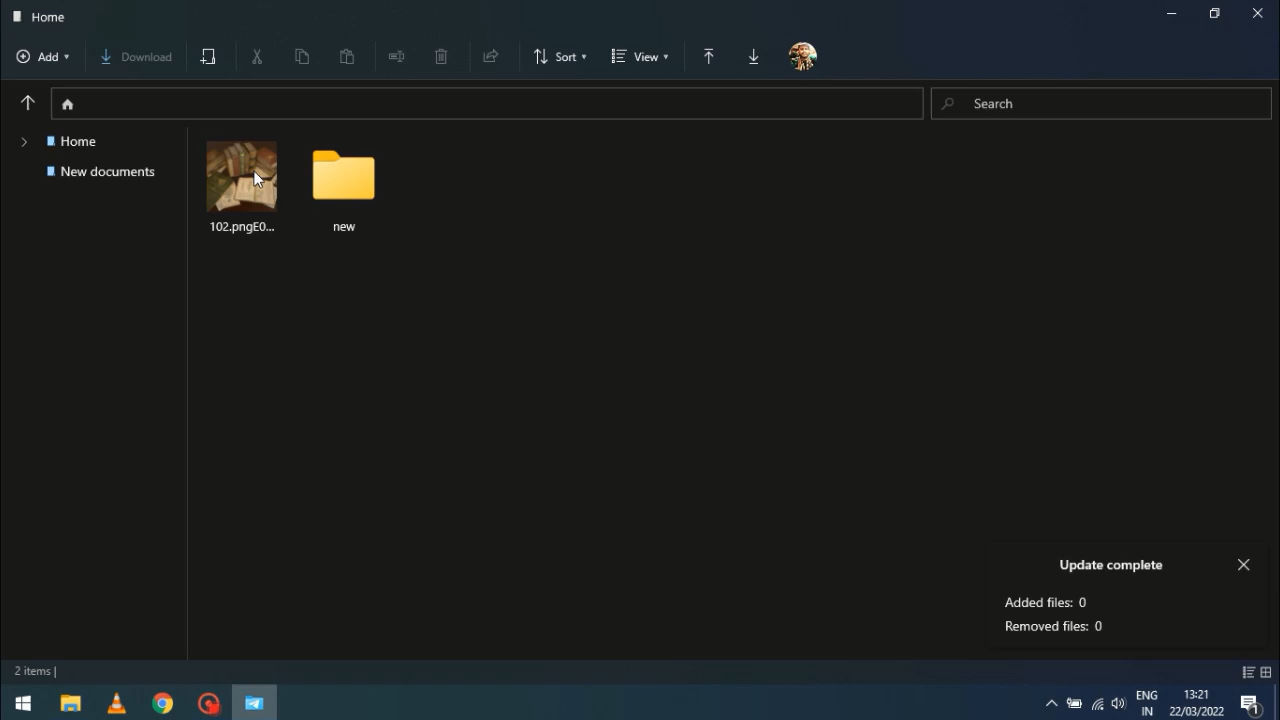 Home
Add
Download
Sort
View
Search
Home
New documents
102.pngE0...
new
Update complete
Added files: 0
Removed files: 0
2 items |
ENG
IN
13:21
22/03/2022
1